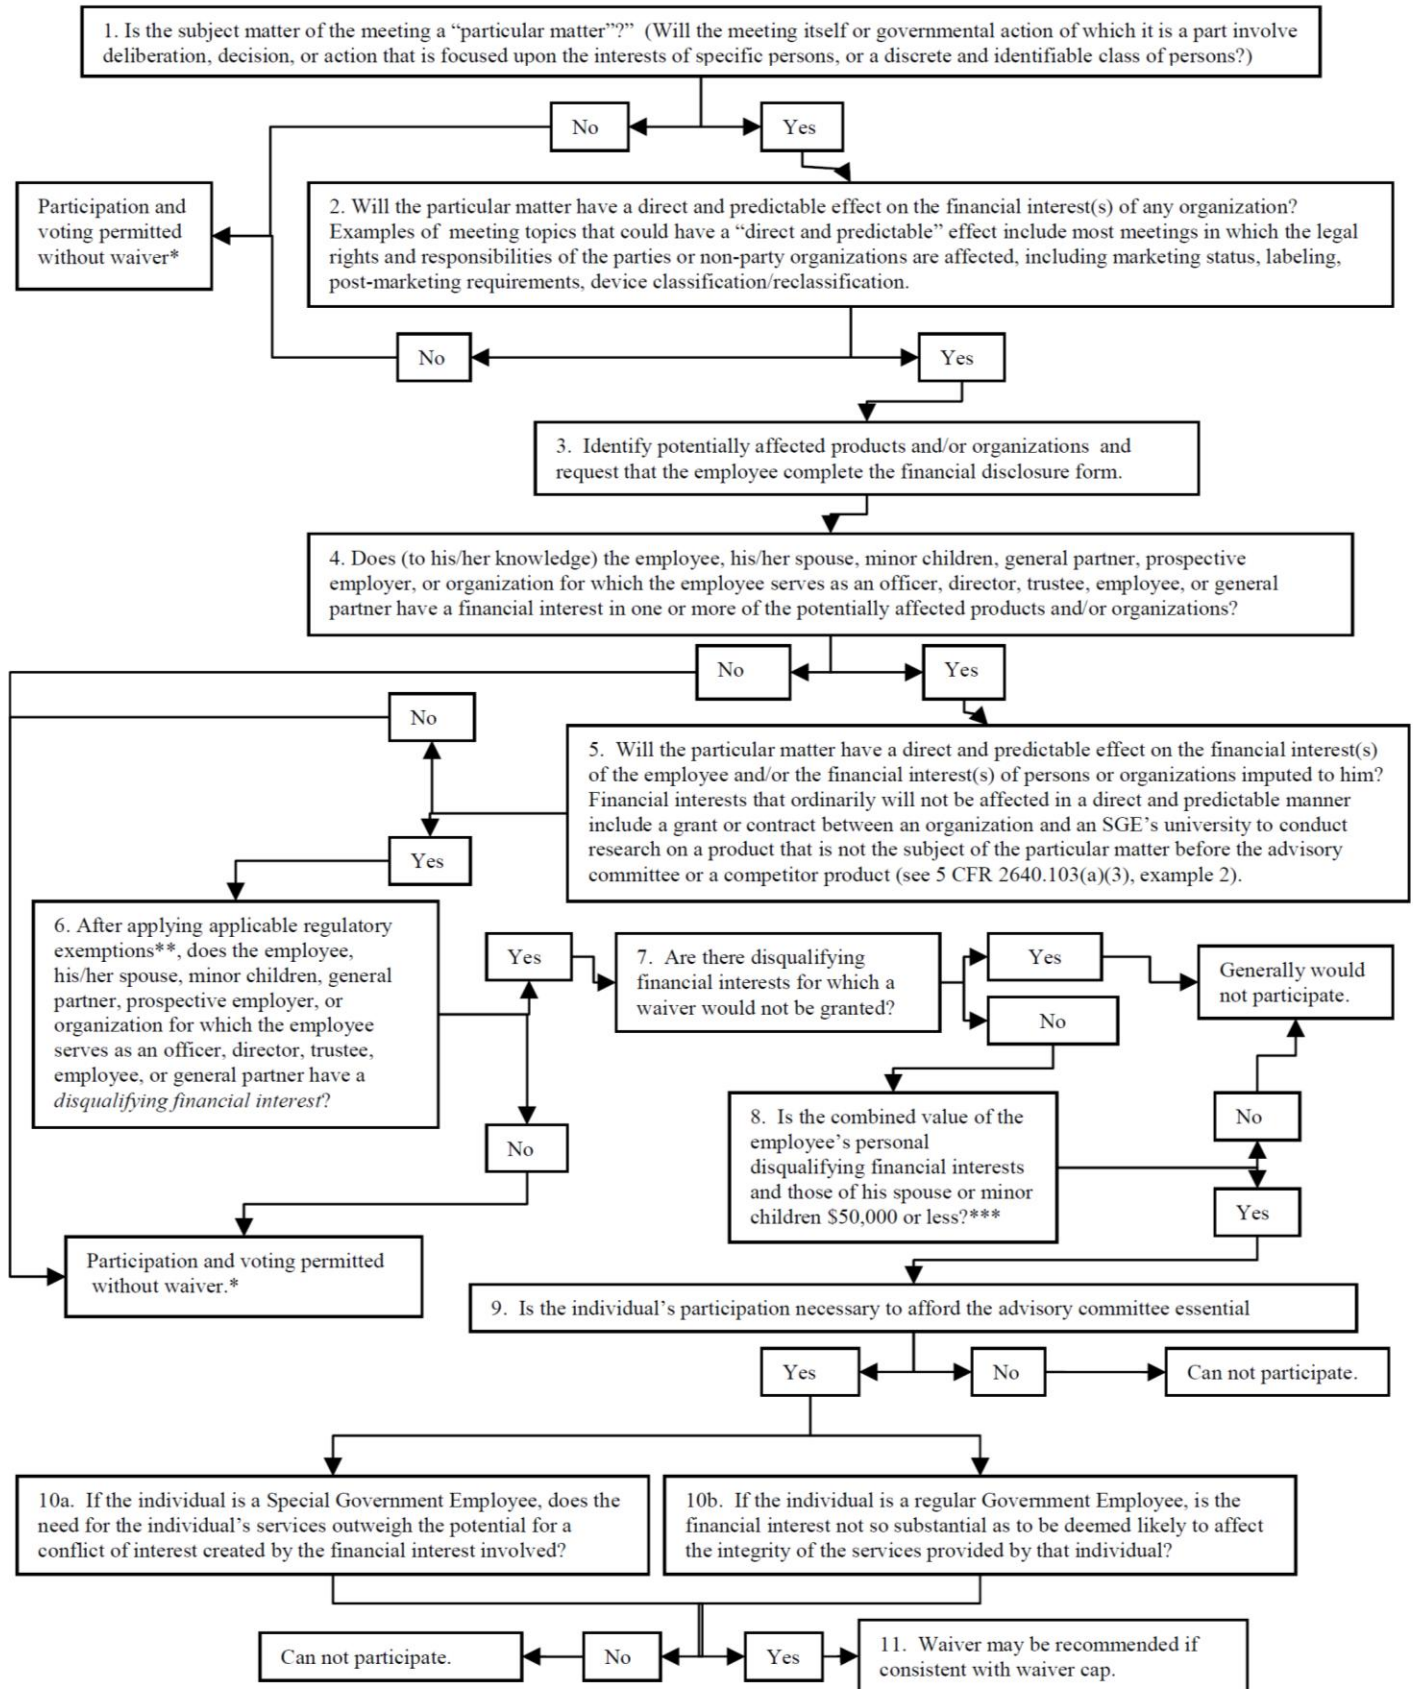 1. Is the subject matter of the meeting a “particular matter”?” (Will the meeting itself or governmental action of which it is a part involve
deliberation, decision, or action that is focused upon the interests of specific persons, or a discrete and identifiable class of persons?)
No
Yes
Participation and
voting permitted
without waiver*
2. Will the particular matter have a direct and predictable effect on the financial interest(s) of any organization?
Examples of meeting topics that could have a “direct and predictable” effect include most meetings in which the legal
rights and responsibilities of the parties or non-party organizations are affected, including marketing status, labeling,
post-marketing requirements, device classification/reclassification.
No
Yes
3. Identify potentially affected products and/or organizations and
request that the employee complete the financial disclosure form.
4. Does (to his/her knowledge) the employee, his/her spouse, minor children, general partner, prospective
employer, or organization for which the employee serves as an officer, director, trustee, employee, or general
partner have a financial interest in one or more of the potentially affected products and/or organizations?
No
Yes
No
5. Will the particular matter have a direct and predictable effect on the financial interest(s)
of the employee and/or the financial interest(s) of persons or organizations imputed to him?
Financial interests that ordinarily will not be affected in a direct and predictable manner
include a grant or contract between an organization and an SGE’s university to conduct
research on a product that is not the subject of the particular matter before the advisory
committee or a competitor product (see 5 CFR 2640.103(a)(3), example 2).
Yes
6. After applying applicable regulatory
exemptions**, does the employee,
his/her spouse, minor children, general
partner, prospective employer, or
organization for which the employee
serves as an officer, director, trustee,
employee, or general partner have a
disqualifying financial interest?
Yes
No
7. Are there disqualifying
financial interests for which a
waiver would not be granted?
Yes
No
Generally would
not participate.
8. Is the combined value of the
employee’s personal
disqualifying financial interests
and those of his spouse or minor
children $50,000 or less?***
No
Yes
Participation and voting permitted
without waiver.*
9. Is the individual’s participation necessary to afford the advisory committee essential
Yes
No
Can not participate.
10a. If the individual is a Special Government Employee, does the
need for the individual’s services outweigh the potential for a
conflict of interest created by the financial interest involved?
10b. If the individual is a regular Government Employee, is the
financial interest not so substantial as to be deemed likely to affect
the integrity of the services provided by that individual?
Can not participate.
No
Yes
11. Waiver may be recommended if
consistent with waiver cap.